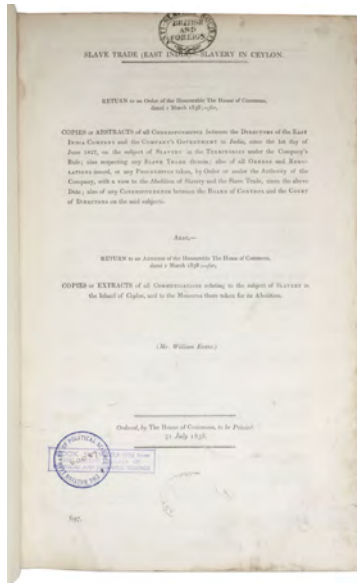 BRITISH
AND
FOREIGN
SLAVE TRADE (EAST INDIA)—SLAVERY IN CEYLON.
RETURN to an Order of the Honourable The House of Commons,
dated 1 March 1838;—for,
COPIES or ABSTRACTS of all CORRESPONDENCE between the DIRECTORS of the EAST
INDIA COMPANY and the COMPANY'S GOVERNMENT in India, since the 1st day of
June 1827, on the subject of SLAVERY in the TERRITORIES under the Company's
Rule; also respecting any SLAVE TRADE therein; also of all ORDERS and REGU-
LATIONS issued, or any PROCEEDINGS taken, by Order or under the Authority of the
Company, with a view to the Abolition of Slavery and the Slave Trade, since the above
Date; also of any CORRESPONDENCE between the BOARD of CONTROL and the COURT
of DIRECTORS on the said subjects.
ALSO,—
RETURN to an ADDRESS of the Honourable The House of Commons,
dated 1 March 1838;—for,
COPIES or EXTRACTS of all COMMUNICATIONS relating to the subject of SLAVERY in
the Island of Ceylon, and to the Measures there taken for its Abolition.
(Mr. William Evans.)
Ordered, by The House of Commons, to be Printed,
31 July 1838.
697.